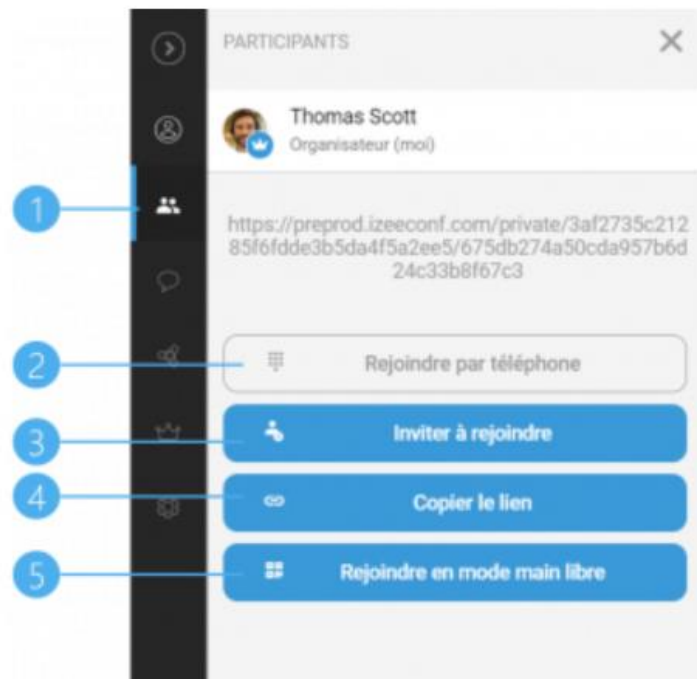 PARTICIPANTS
Thomas Scott
Organisateur (moi)
1
https://preprod.izeeconf.com/private/3af2735c212
85f6fdde3b5da4f5a2ee5/675db274a50cda957b6d
24c33b8f67c3
2
Rejoindre par téléphone
3
Inviter à rejoindre
4
Copier le lien
5
Rejoindre en mode main libre